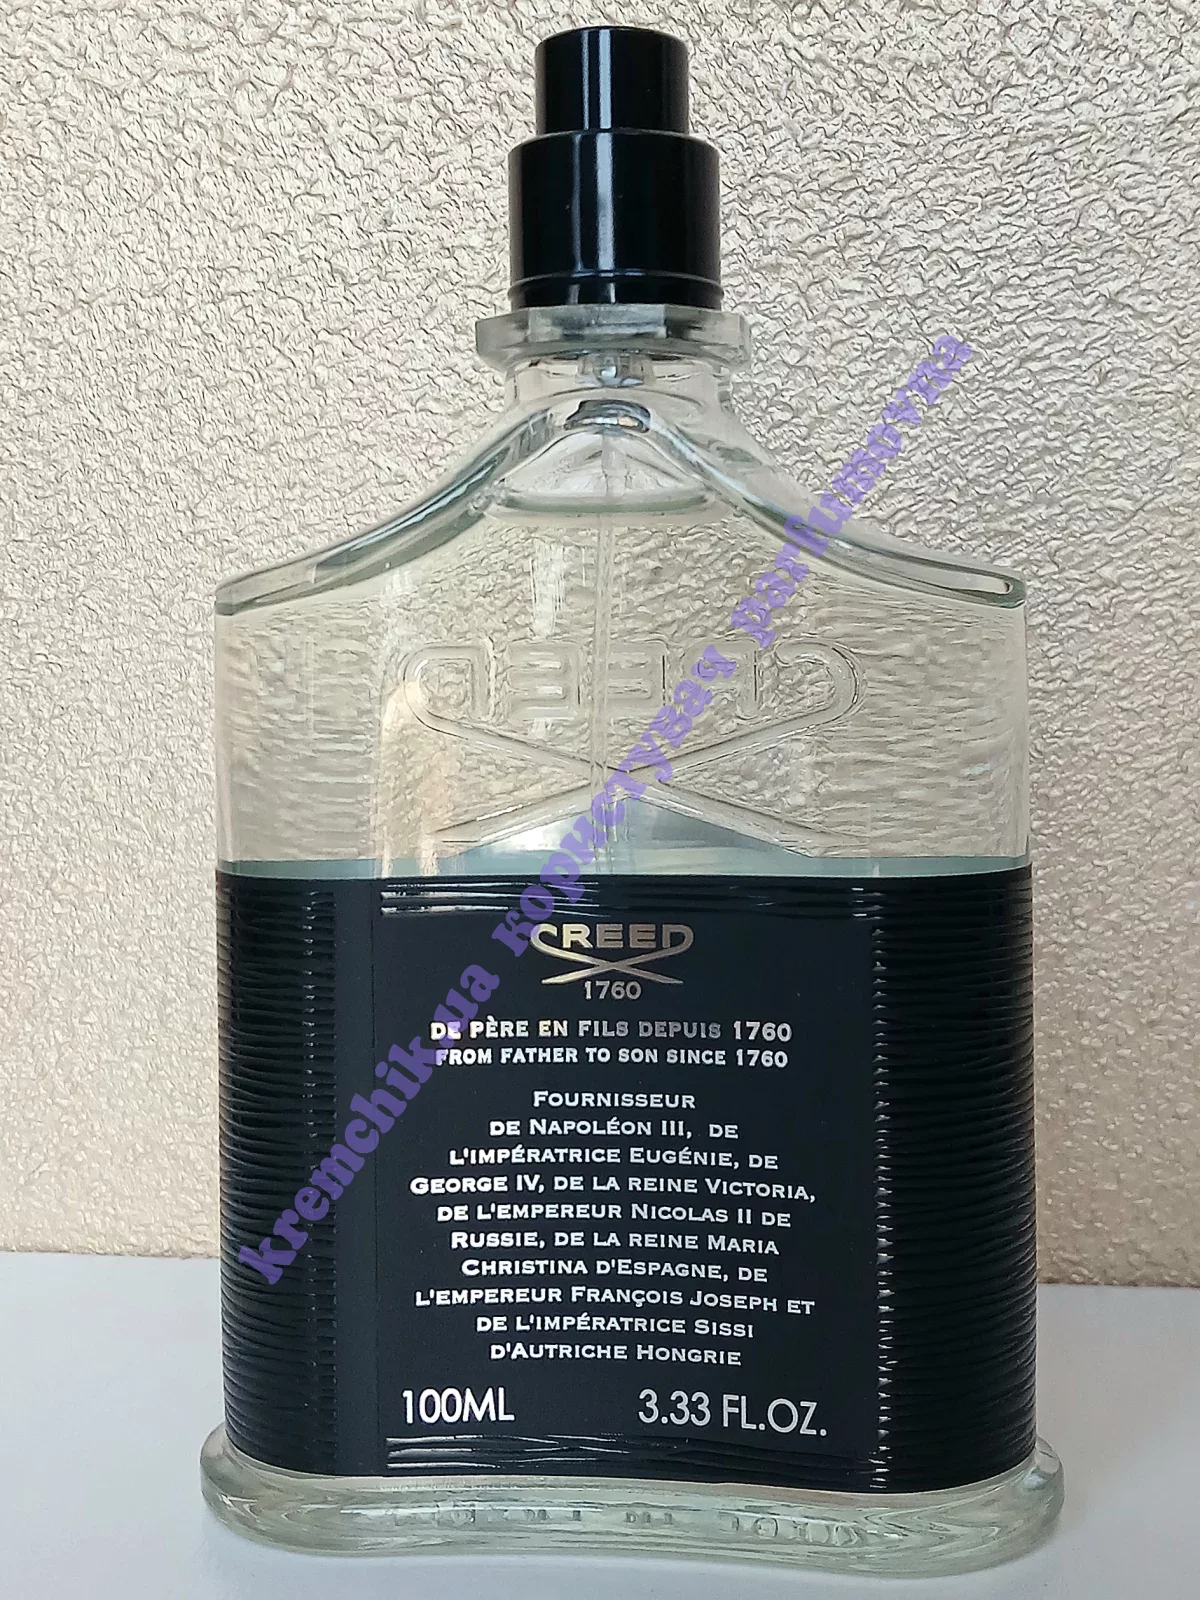 CREED
CREED
1760
DE PÈRE EN FILS DEPUIS 1760
FROM FATHER TO SON SINCE 1760
FOURNISSEUR
DE NAPOLÉON III, DE
L'IMPÉRATRICE EUGÉNIE, DE
GEORGE IV, DE LA REINE VICTORIA,
DE L'EMPEREUR NICOLAS II DE
RUSSIE, DE LA REINE MARIA
CHRISTINA D'ESPAGNE, DE
L'EMPEREUR FRANÇOIS JOSEPH ET
DE L'IMPÉRATRICE SISSI
D'AUTRICHE HONGRIE
100ML 3.33 FL.OZ.
kremchik.ua користувач parfumovna